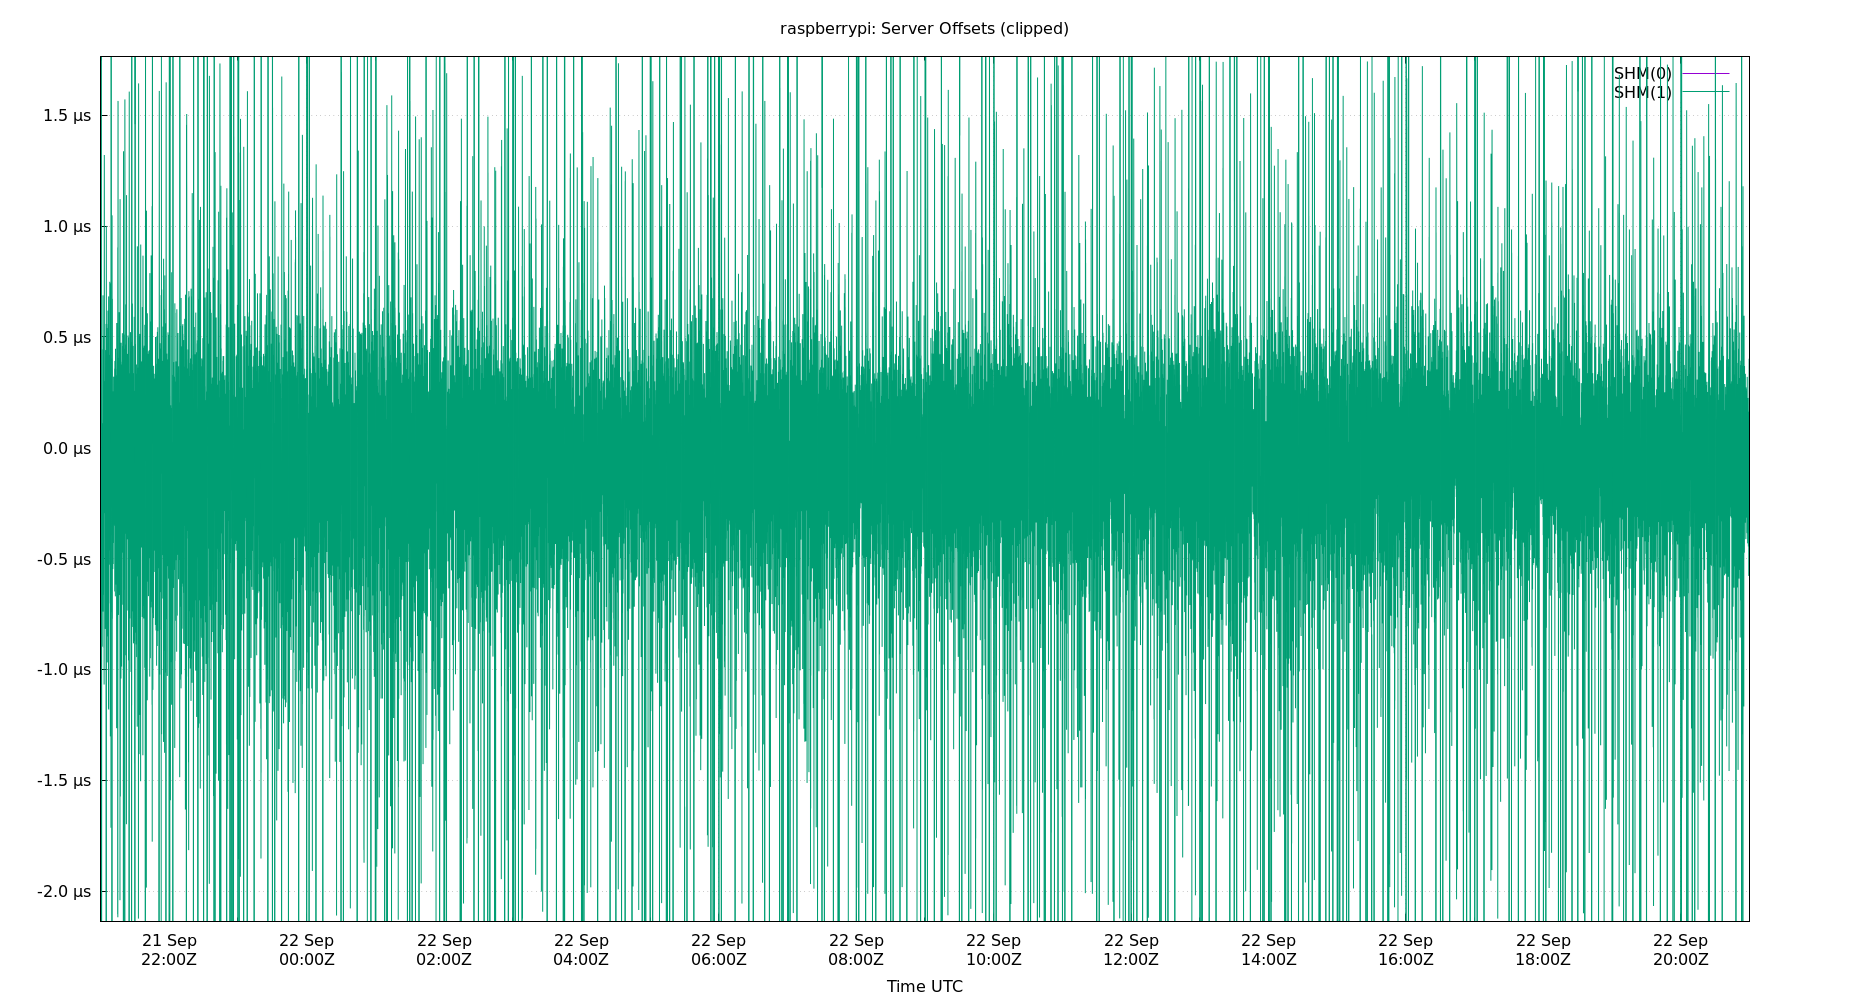 raspberrypi: Server Offsets (clipped)
SHM(0)
SHM(1)
1.5 µs
1.0 µs
0.5 µs
0.0 µs
-0.5 µs
-1.0 µs
-1.5 µs
-2.0 µs
21 Sep 22 Sep 22 Sep 22 Sep 22 Sep 22 Sep 22 Sep 22 Sep 22 Sep 22 Sep 22 Sep 22 Sep
22:00Z 00:00Z 02:00Z 04:00Z 06:00Z 08:00Z 10:00Z 12:00Z 14:00Z 16:00Z 18:00Z 20:00Z
Time UTC